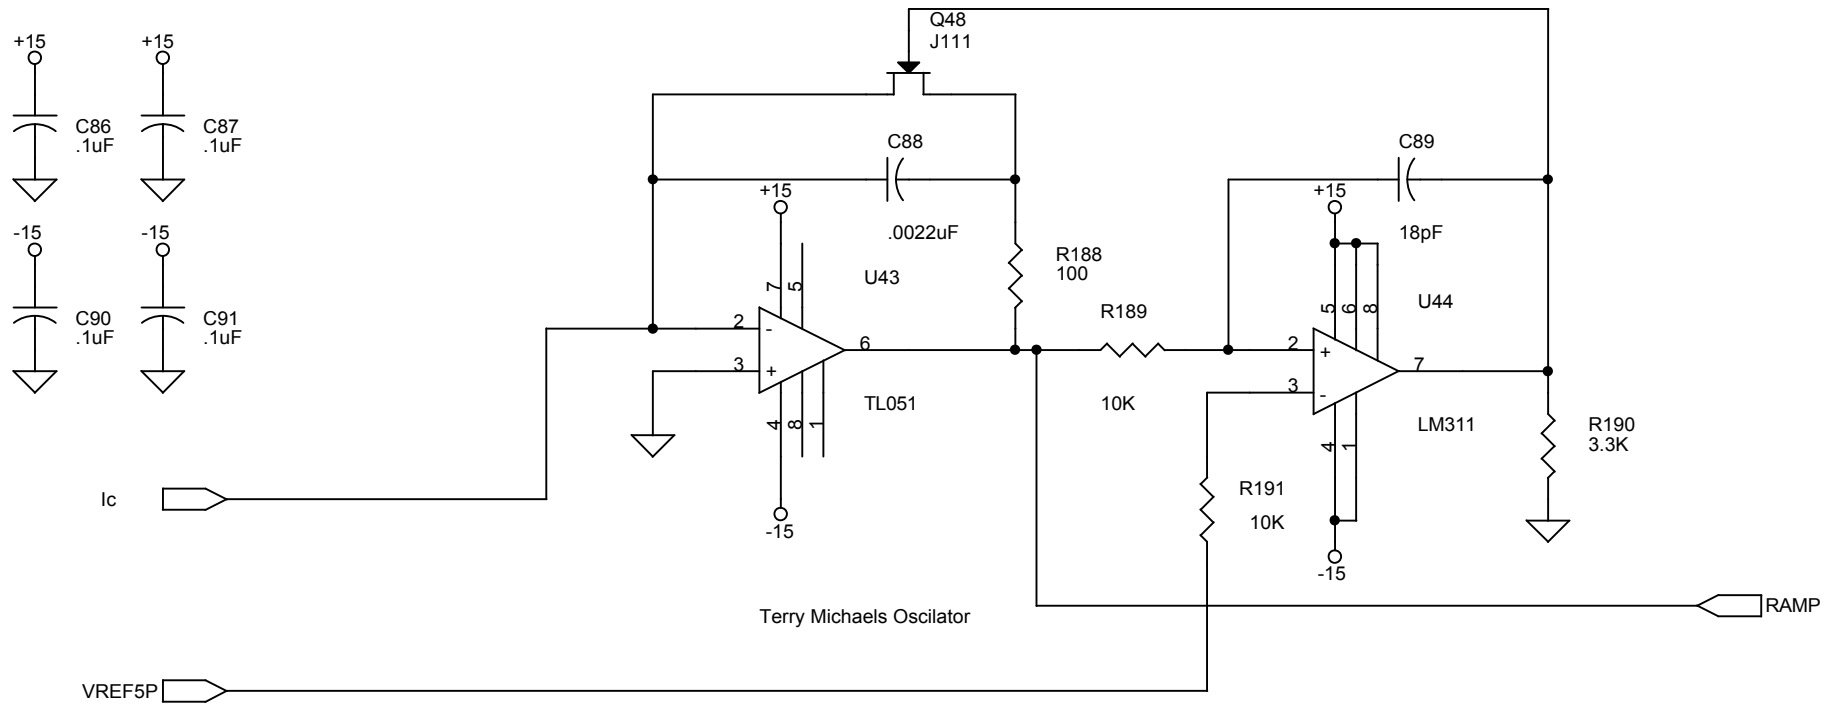 Q48
J111
+15
+15
C86
.1uF
C87
.1uF
-15
-15
C90
.1uF
C91
.1uF
C88
.0022uF
C89
18pF
+15
+15
R188
100
U43
U44
7
5
5
6
8
R189
10K
2
-
3
+
6
2
+
3
-
7
TL051
LM311
4
8
1
4
1
R190
3.3K
R191
10K
-15
-15
Ic
Terry Michaels Oscilator
RAMP
VREF5P